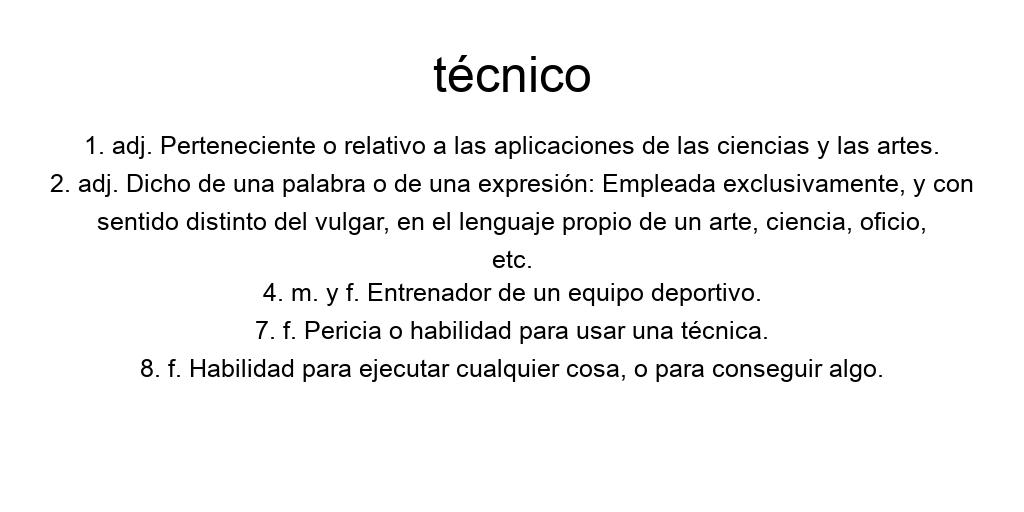 técnico
1. adj. Perteneciente o relativo a las aplicaciones de las ciencias y las artes.
2. adj. Dicho de una palabra o de una expresión: Empleada exclusivamente, y con
sentido distinto del vulgar, en el lenguaje propio de un arte, ciencia, oficio,
etc.
4. m. y f. Entrenador de un equipo deportivo.
7. f. Pericia o habilidad para usar una técnica.
8. f. Habilidad para ejecutar cualquier cosa, o para conseguir algo.